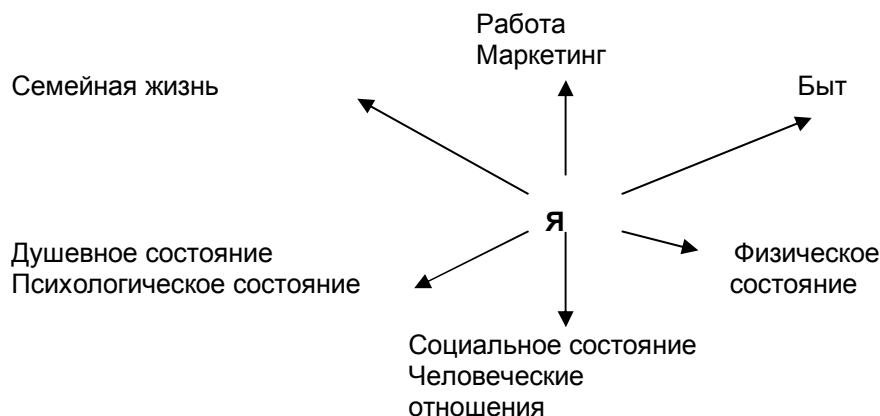 Работа
Маркетинг
Семейная жизнь
Быт
Я
Душевное состояние
Психологическое состояние
Физическое
состояние
Социальное состояние
Человеческие
отношения